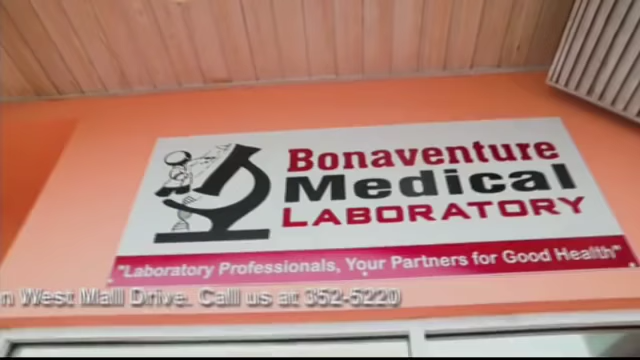 Bonaventure
Medical
LABORATORY
"Laboratory Professionals, Your Partners for Good Health"
n West Mall Drive. Call us at 352-5220